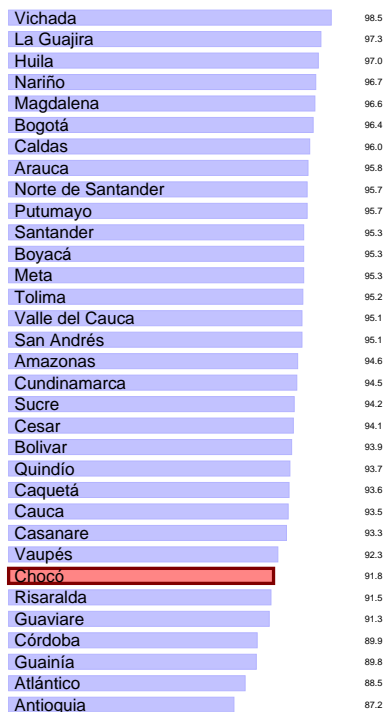 Vichada 98.5
La Guajira 97.3
Huila 97.0
Nariño 96.7
Magdalena 96.6
Bogotá 96.4
Caldas 96.0
Arauca 95.8
Norte de Santander 95.7
Putumayo 95.7
Santander 95.3
Boyacá 95.3
Meta 95.3
Tolima 95.2
Valle del Cauca 95.1
San Andrés 95.1
Amazonas 94.6
Cundinamarca 94.5
Sucre 94.2
Cesar 94.1
Bolivar 93.9
Quindío 93.7
Caquetá 93.6
Cauca 93.5
Casanare 93.3
Vaupés 92.3
Chocó 91.8
Risaralda 91.5
Guaviare 91.3
Córdoba 89.9
Guainía 89.8
Atlántico 88.5
Antioquia 87.2